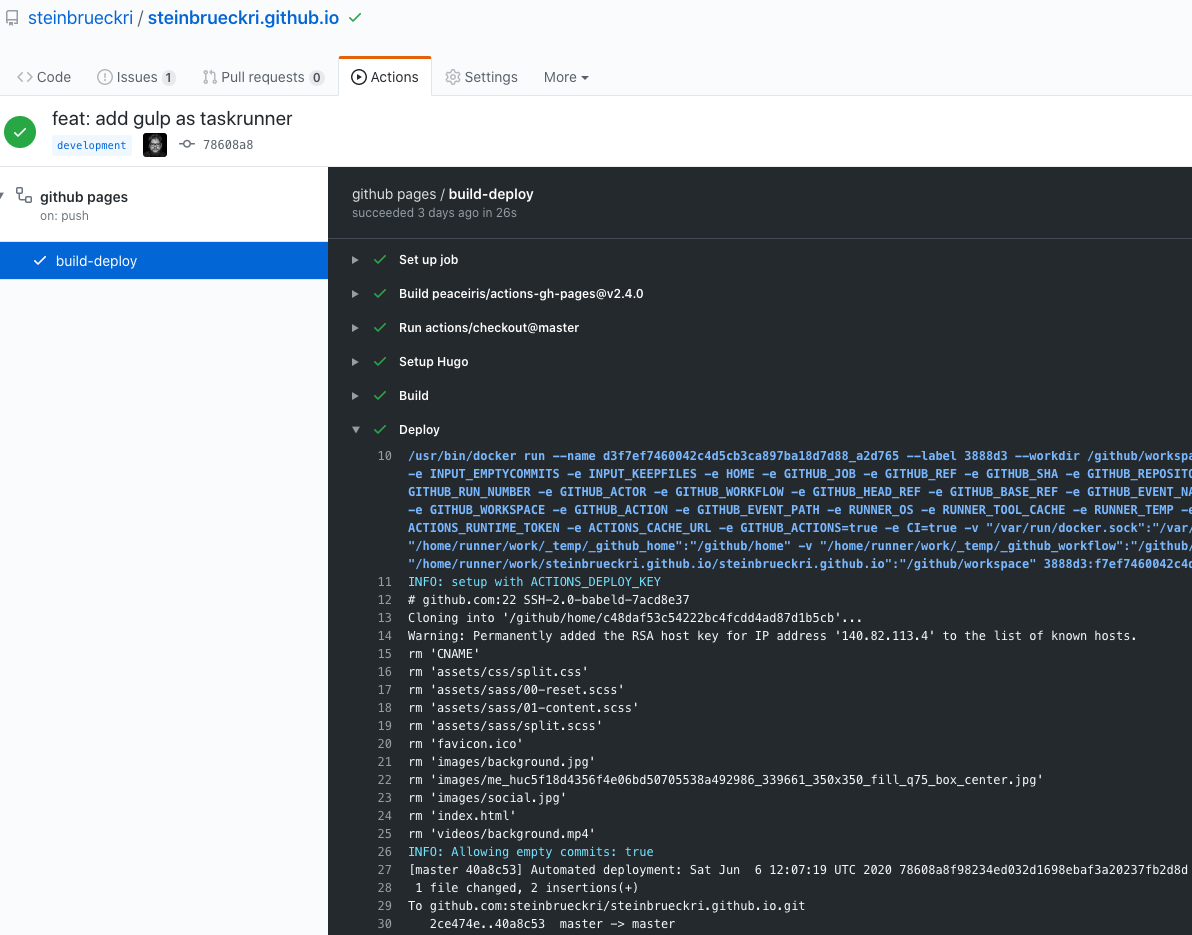 steinbrueckri / steinbrueckri.github.io
Code Issues 1 Pull requests 0 Actions Settings More
feat: add gulp as taskrunner
development 78608a8
github pages
on: push
build-deploy
github pages / build-deploy
succeeded 3 days ago in 26s
Set up job
Build peaceiris/actions-gh-pages@v2.4.0
Run actions/checkout@master
Setup Hugo
Build
Deploy
10 /usr/bin/docker run --name d3f7ef7460042c4d5cb3ca897ba18d7d88_a2d765 --label 3888d3 --workdir /github/workspa
-e INPUT_EMPTYCOMMITS -e INPUT_KEEPFILES -e HOME -e GITHUB_JOB -e GITHUB_REF -e GITHUB_SHA -e GITHUB_REPOSITO
GITHUB_RUN_NUMBER -e GITHUB_ACTOR -e GITHUB_WORKFLOW -e GITHUB_HEAD_REF -e GITHUB_BASE_REF -e GITHUB_EVENT_NA
-e GITHUB_WORKSPACE -e GITHUB_ACTION -e GITHUB_EVENT_PATH -e RUNNER_OS -e RUNNER_TOOL_CACHE -e RUNNER_TEMP -e
ACTIONS_RUNTIME_TOKEN -e ACTIONS_CACHE_URL -e GITHUB_ACTIONS=true -e CI=true -v "/var/run/docker.sock":"/var/
"/home/runner/work/_temp/_github_home":"/github/home" -v "/home/runner/work/_temp/_github_workflow":"/github/
"/home/runner/work/steinbrueckri.github.io/steinbrueckri.github.io":"/github/workspace" 3888d3:f7ef7460042c4d
11 INFO: setup with ACTIONS_DEPLOY_KEY
12 # github.com:22 SSH-2.0-babeld-7acd8e37
13 Cloning into '/github/home/c48daf53c54222bc4fcdd4ad87d1b5cb'...
14 Warning: Permanently added the RSA host key for IP address '140.82.113.4' to the list of known hosts.
15 rm 'CNAME'
16 rm 'assets/css/split.css'
17 rm 'assets/sass/00-reset.scss'
18 rm 'assets/sass/01-content.scss'
19 rm 'assets/sass/split.scss'
20 rm 'favicon.ico'
21 rm 'images/background.jpg'
22 rm 'images/me_huc5f18d4356f4e06bd50705538a492986_339661_350x350_fill_q75_box_center.jpg'
23 rm 'images/social.jpg'
24 rm 'index.html'
25 rm 'videos/background.mp4'
26 INFO: Allowing empty commits: true
27 [master 40a8c53] Automated deployment: Sat Jun  6 12:07:19 UTC 2020 78608a8f98234ed032d1698ebaf3a20237fb2d8d
28 1 file changed, 2 insertions(+)
29 To github.com:steinbrueckri/steinbrueckri.github.io.git
30 2ce474e..40a8c53  master -> master